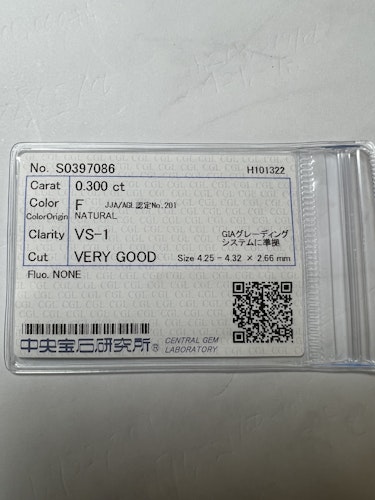 No. S0397086 H101322
Carat 0.300 ct
Color F JJA/AGL認定No.201
ColorOrigin NATURAL
Clarity VS-1 GIAグレーディング
システムに準拠
Cut VERY GOOD Size 4.25 - 4.32 × 2.66 mm
Fluo. NONE
中央宝石研究所® CENTRAL GEM
LABORATORY